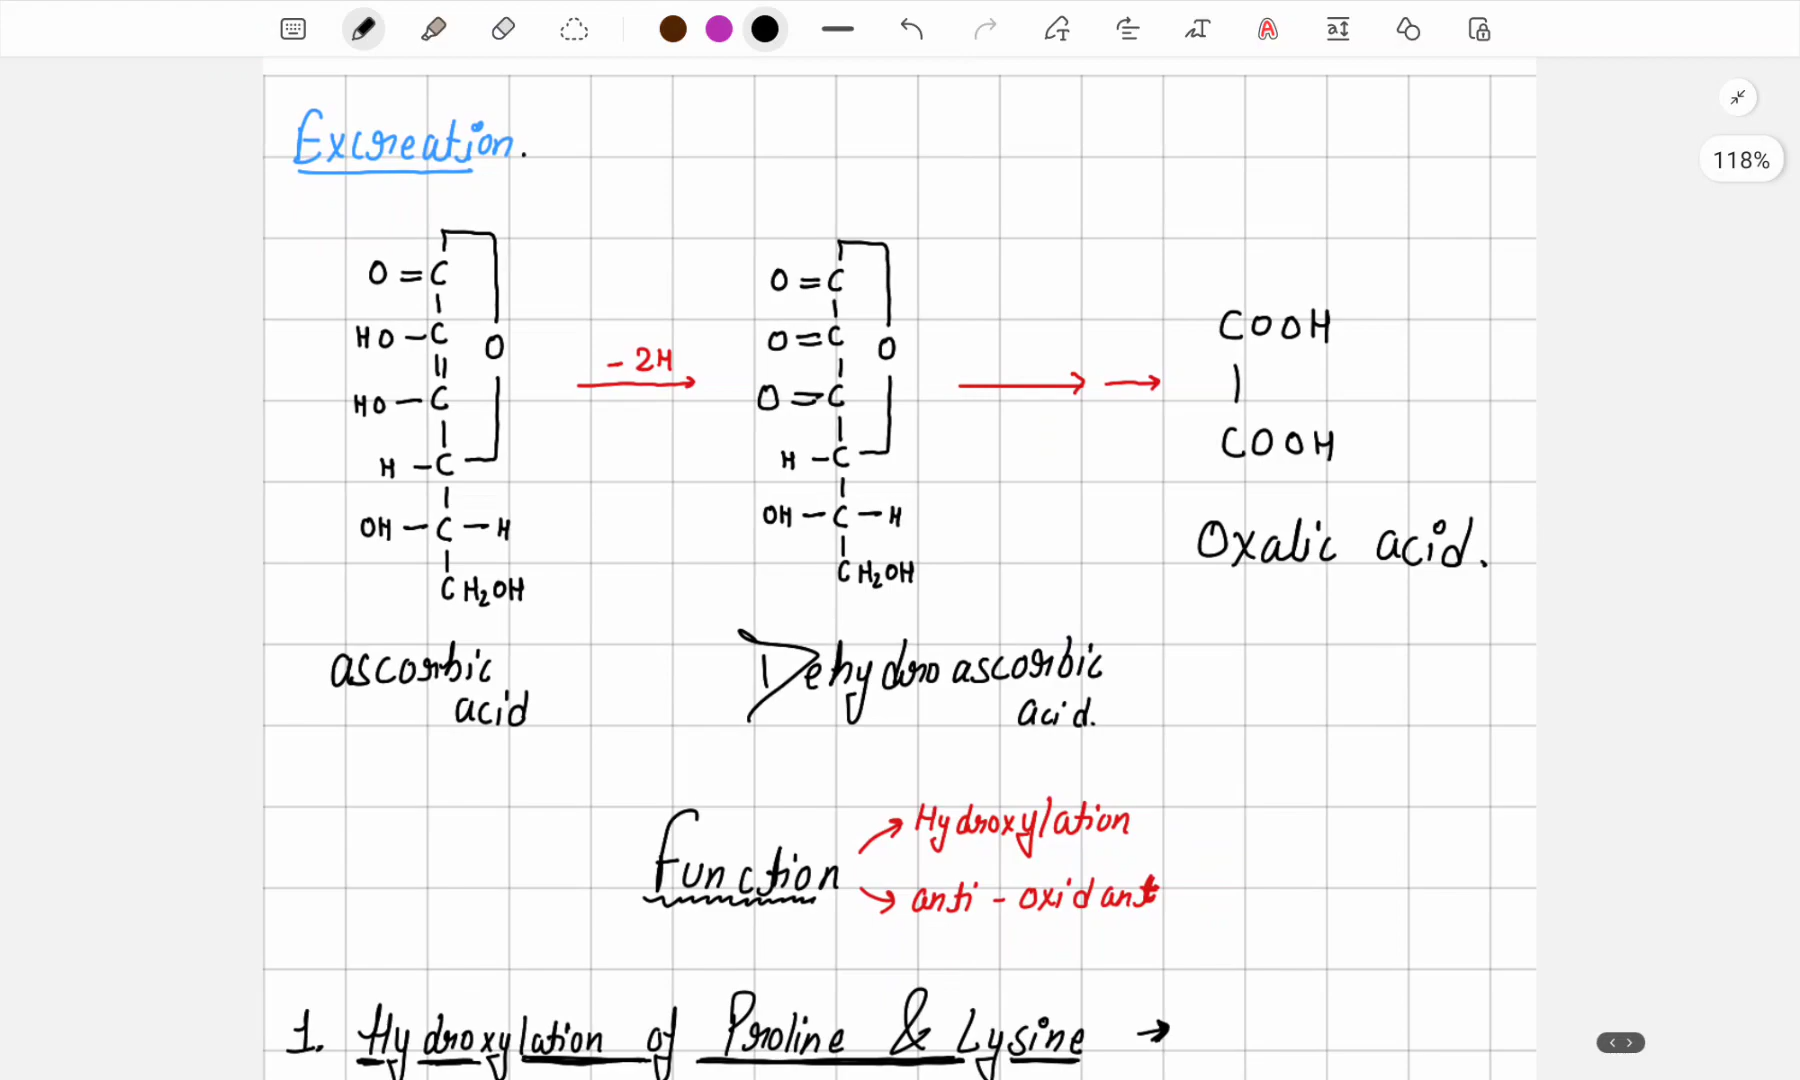 118%
Excreation.
O=C
HO-C
||
HO-C
H-C
OH-C-H
CH₂OH
O
ascorbic
acid
-2H
O=C
O=C
O=C
H-C
OH-C-H
CH₂OH
O
Dehydro ascorbic
acid.
COOH
|
COOH
Oxalic acid.
Function
Hydroxylation
anti-oxidant
1. Hydroxylation of Proline & Lysine →